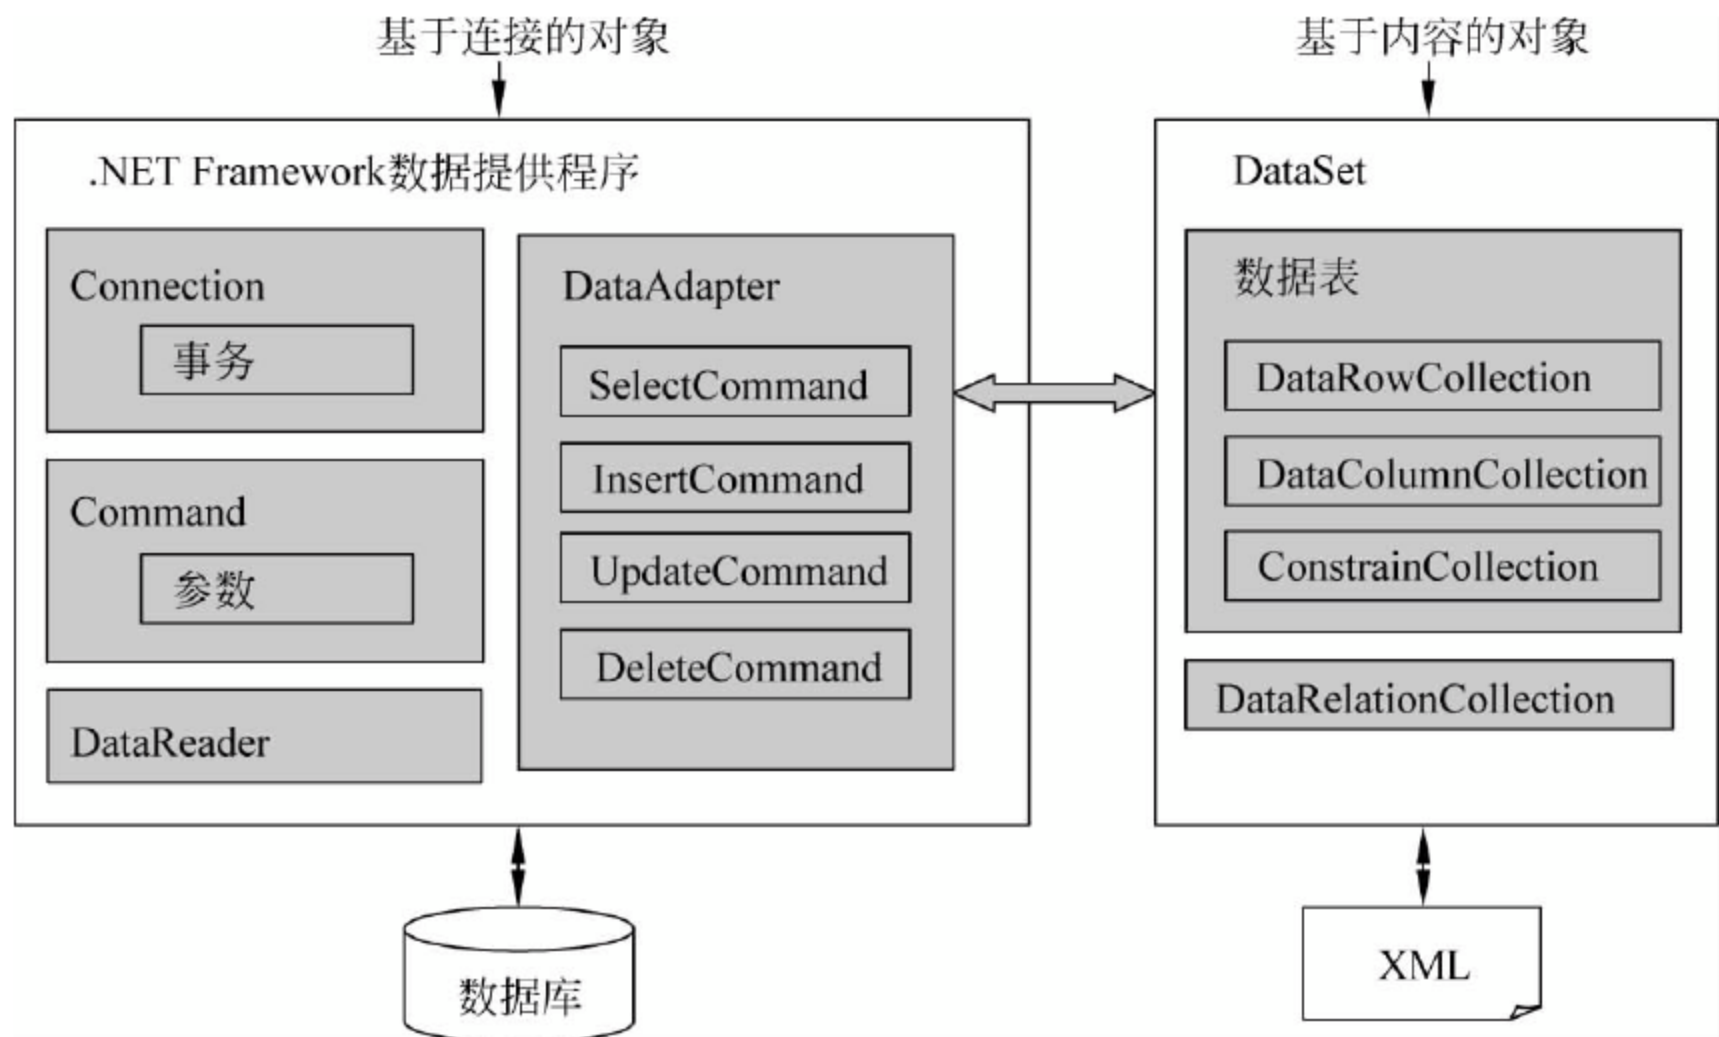 基于连接的对象
基于内容的对象
.NET Framework数据提供程序
Connection
事务
Command
参数
DataReader
DataAdapter
SelectCommand
InsertCommand
UpdateCommand
DeleteCommand
DataSet
数据表
DataRowCollection
DataColumnCollection
ConstrainCollection
DataRelationCollection
数据库
XML